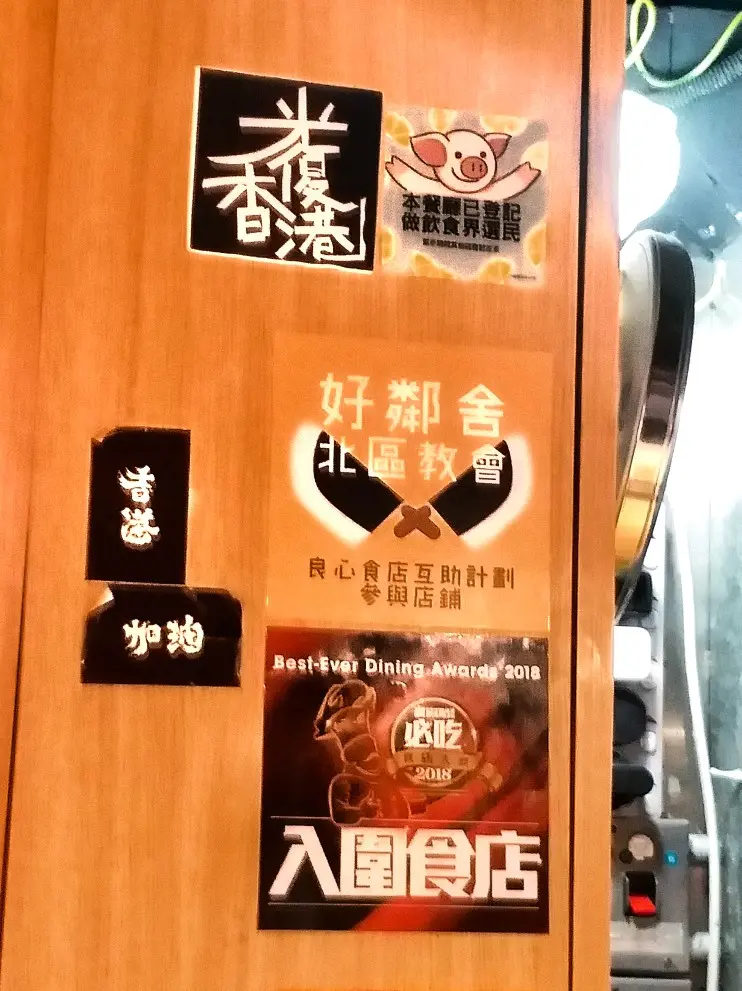 光復
香港
本餐廳已登記
做飲食界選民
好鄰舍
北區教會
良心食店互助計劃
參與店鋪
香港
加油
Best-Ever Dining Awards 2018
必吃
2018
入圍食店